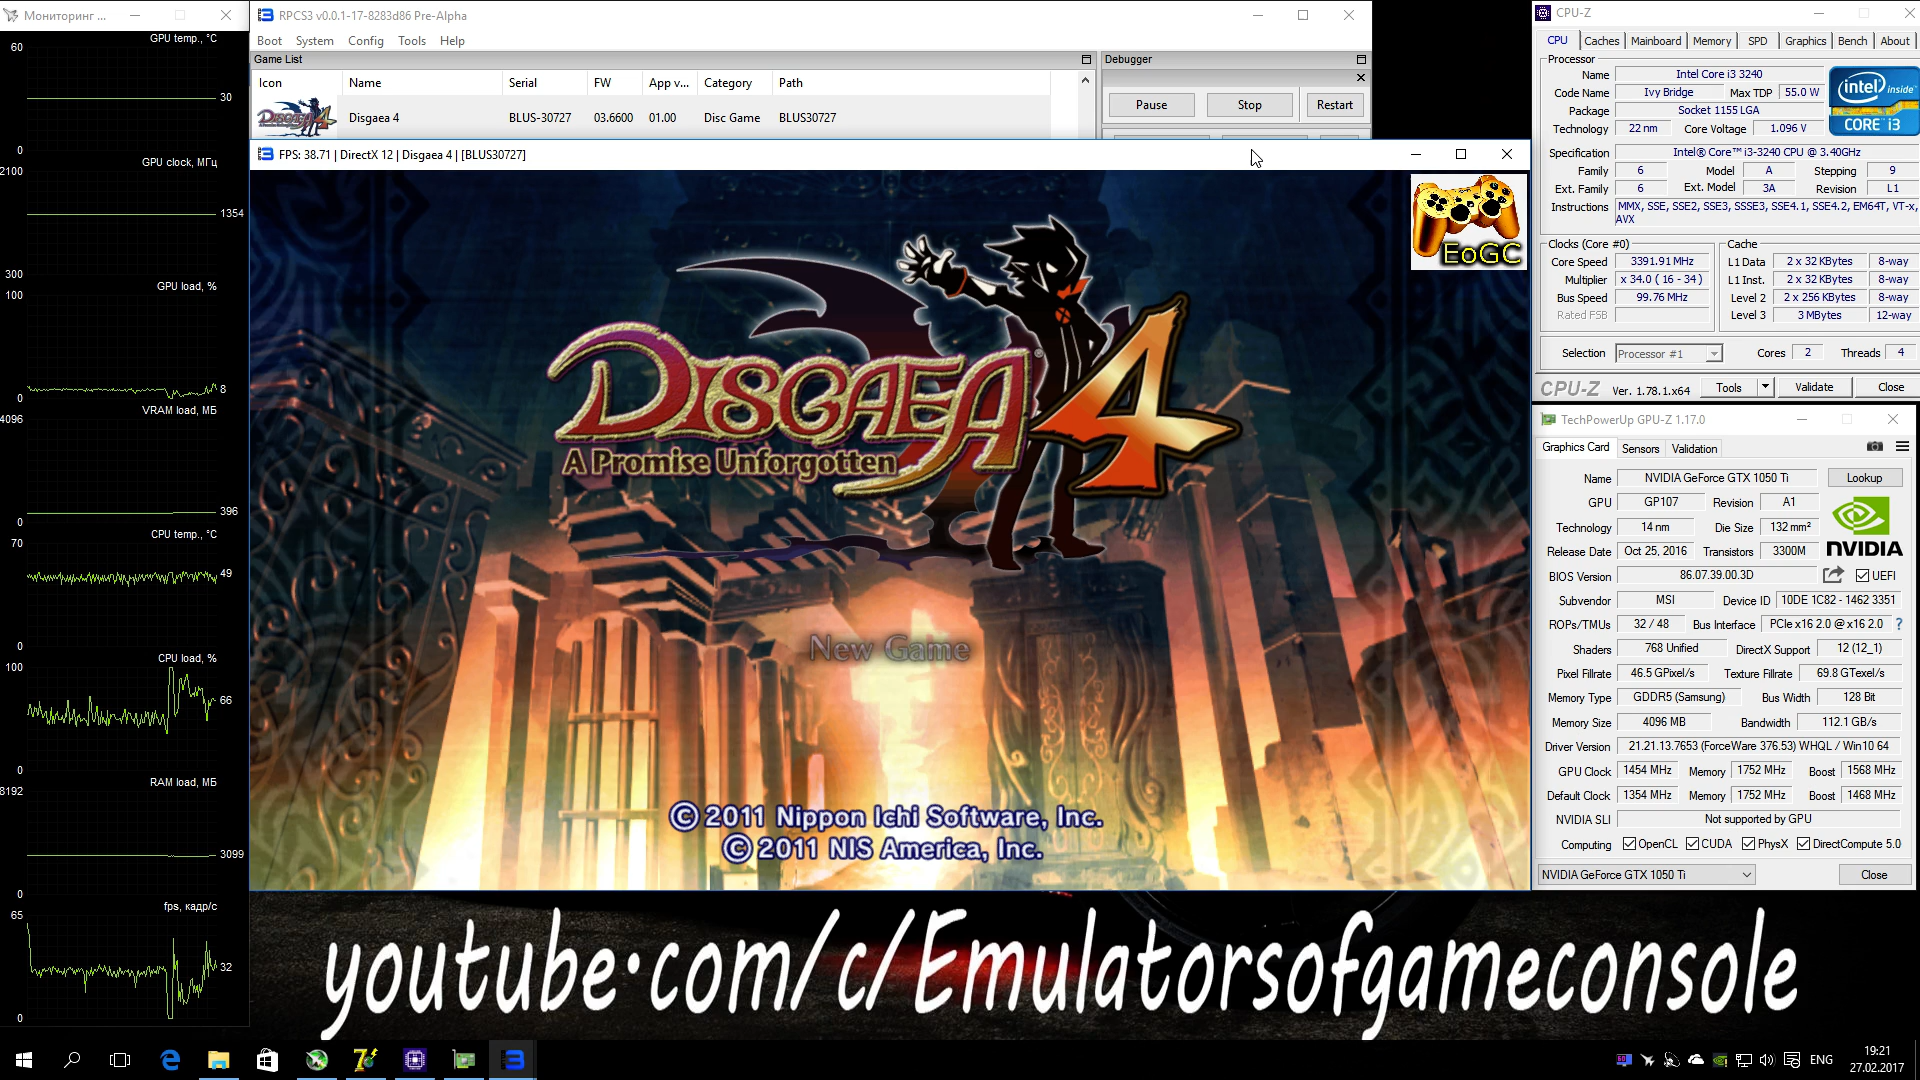 Мониторинг ...
GPU temp., °C
60
30
0
GPU clock, МГц
2100
1354
300
GPU load, %
100
8
0
VRAM load, МБ
4096
396
0
CPU temp., °C
70
49
0
CPU load, %
100
66
0
RAM load, МБ
8192
3099
0
fps, кадр/с
65
32
0
RPCS3 v0.0.1-17-8283d86 Pre-Alpha
Boot System Config Tools Help
Game List
Icon Name Serial FW App v... Category Path
DISGAEA 4 Disgaea 4 BLUS-30727 03.6600 01.00 Disc Game BLUS30727
Debugger
Pause Stop Restart
FPS: 38.71 | DirectX 12 | Disgaea 4 | [BLUS30727]
EoGC
DISGAEA 4
®
A Promise Unforgotten
New Game
© 2011 Nippon Ichi Software, Inc.
© 2011 NIS America, Inc.
CPU-Z
CPU Caches Mainboard Memory SPD Graphics Bench About
Processor
Name Intel Core i3 3240
Code Name Ivy Bridge Max TDP 55.0 W
Package Socket 1155 LGA
Technology 22 nm Core Voltage 1.096 V
intel inside™
CORE i3
Specification Intel® Core™ i3-3240 CPU @ 3.40GHz
Family 6 Model A Stepping 9
Ext. Family 6 Ext. Model 3A Revision L1
Instructions MMX, SSE, SSE2, SSE3, SSSE3, SSE4.1, SSE4.2, EM64T, VT-x,
AVX
Clocks (Core #0)
Core Speed 3391.91 MHz
Multiplier x 34.0 ( 16 - 34 )
Bus Speed 99.76 MHz
Rated FSB
Cache
L1 Data 2 x 32 KBytes 8-way
L1 Inst. 2 x 32 KBytes 8-way
Level 2 2 x 256 KBytes 8-way
Level 3 3 MBytes 12-way
Selection Processor #1 Cores 2 Threads 4
CPU-Z Ver. 1.78.1.x64 Tools Validate Close
TechPowerUp GPU-Z 1.17.0
Graphics Card Sensors Validation
Name NVIDIA GeForce GTX 1050 Ti Lookup
GPU GP107 Revision A1
Technology 14 nm Die Size 132 mm²
Release Date Oct 25, 2016 Transistors 3300M
NVIDIA
BIOS Version 86.07.39.00.3D UEFI
Subvendor MSI Device ID 10DE 1C82 - 1462 3351
ROPs/TMUs 32 / 48 Bus Interface PCIe x16 2.0 @ x16 2.0 ?
Shaders 768 Unified DirectX Support 12 (12_1)
Pixel Fillrate 46.5 GPixel/s Texture Fillrate 69.8 GTexel/s
Memory Type GDDR5 (Samsung) Bus Width 128 Bit
Memory Size 4096 MB Bandwidth 112.1 GB/s
Driver Version 21.21.13.7653 (ForceWare 376.53) WHQL / Win10 64
GPU Clock 1454 MHz Memory 1752 MHz Boost 1568 MHz
Default Clock 1354 MHz Memory 1752 MHz Boost 1468 MHz
NVIDIA SLI Not supported by GPU
Computing OpenCL CUDA PhysX DirectCompute 5.0
NVIDIA GeForce GTX 1050 Ti Close
youtube.com/c/Emulatorsofgameconsole
ENG
19:21
27.02.2017